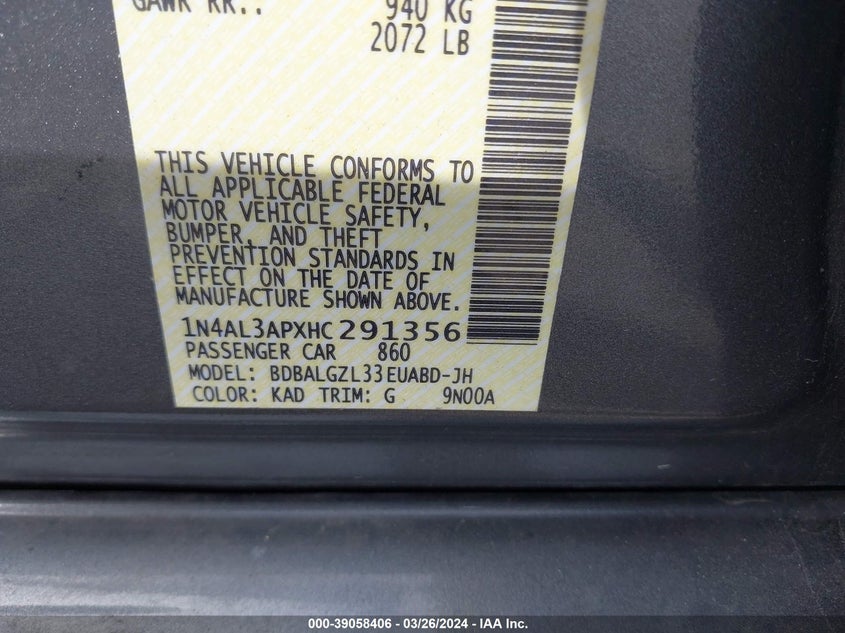 GAWR RR.: 940 KG
2072 LB
THIS VEHICLE CONFORMS TO
ALL APPLICABLE FEDERAL
MOTOR VEHICLE SAFETY,
BUMPER, AND THEFT
PREVENTION STANDARDS IN
EFFECT ON THE DATE OF
MANUFACTURE SHOWN ABOVE.
1N4AL3APXHC291356
PASSENGER CAR 860
MODEL: BDBALGZL33EUABD-JH
COLOR: KAD TRIM: G 9N00A
000-39058406 - 03/26/2024 - IAA Inc.